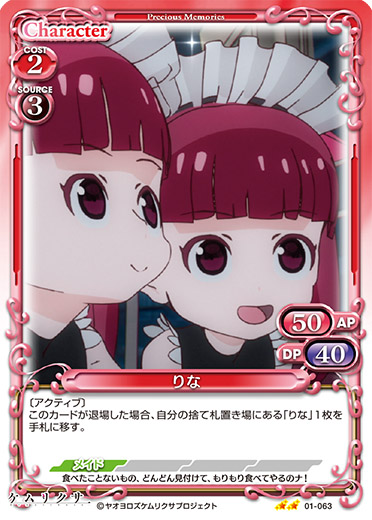 Precious Memories
Character
COST
2
SOURCE
3
50 AP
DP 40
りな
[アクティブ]
このカードが退場した場合、自分の捨て札置き場にある「りな」1枚を
手札に移す。
メイド
食べたことないもの、どんどん見付けて、もりもり食べてやるのナ!
ケムリクサ
©ヤオヨロズケムリクサプロジェクト
01-063